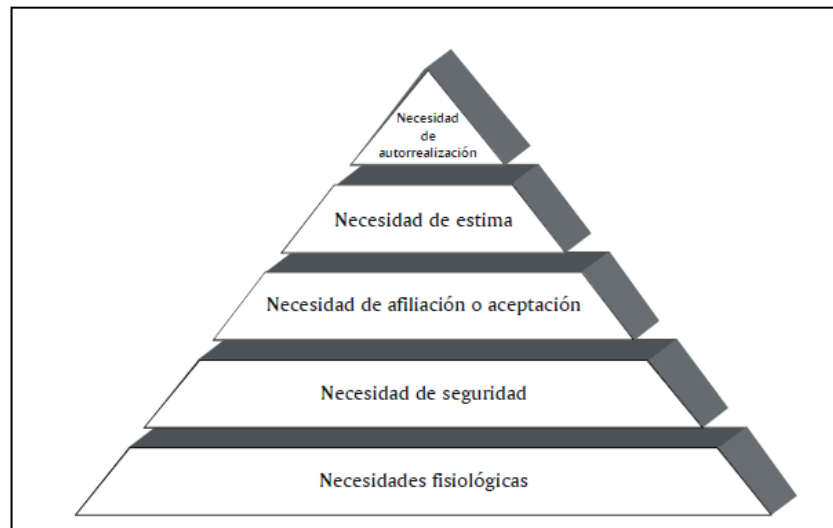 Necesidad
de
autorrealización
Necesidad de estima
Necesidad de afiliación o aceptación
Necesidad de seguridad
Necesidades fisiológicas